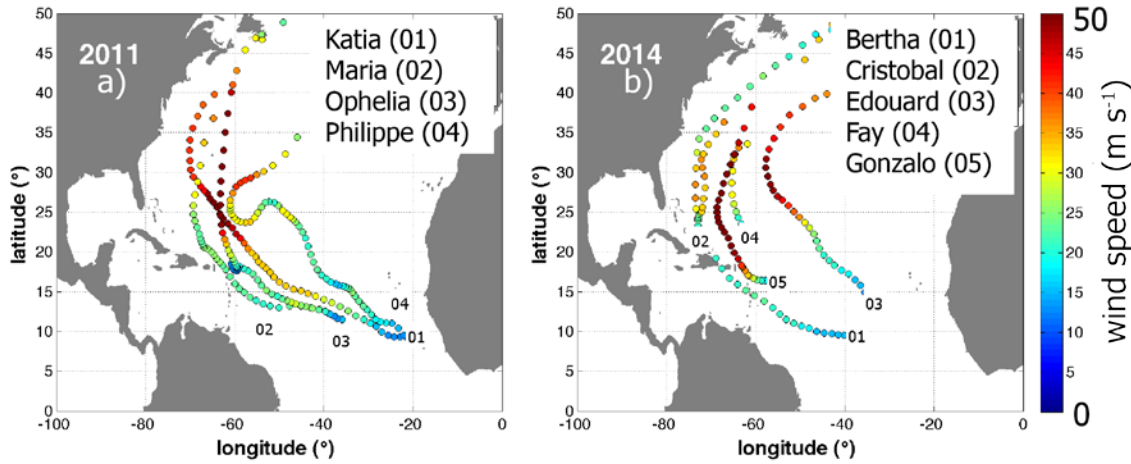 2011
a)
Katia (01)
Maria (02)
Ophelia (03)
Philippe (04)
02
03
04
01
50
45
40
35
30
25
20
15
10
5
0
latitude (°)
-100 -80 -60 -40 -20 0
longitude (°)
2014
b)
Bertha (01)
Cristobal (02)
Edouard (03)
Fay (04)
Gonzalo (05)
02
04
05
03
01
50
45
40
35
30
25
20
15
10
5
0
latitude (°)
-100 -80 -60 -40 -20 0
longitude (°)
50
45
40
35
30
25
20
15
10
5
0
wind speed (m s⁻¹)